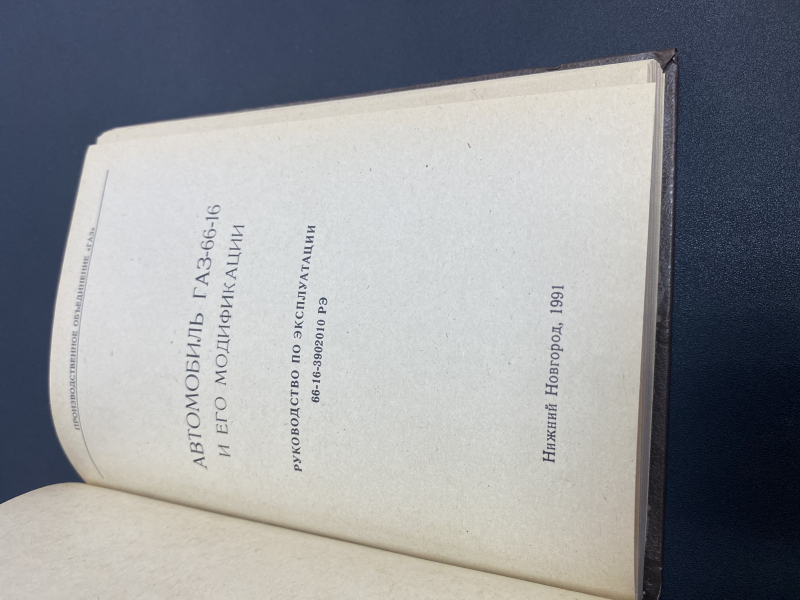 ПРОИЗВОДСТВЕННОЕ ОБЪЕДИНЕНИЕ «ГАЗ»
АВТОМОБИЛЬ ГАЗ-66-16
И ЕГО МОДИФИКАЦИИ
РУКОВОДСТВО ПО ЭКСПЛУАТАЦИИ
66-16-3902010 РЭ
Нижний Новгород, 1991